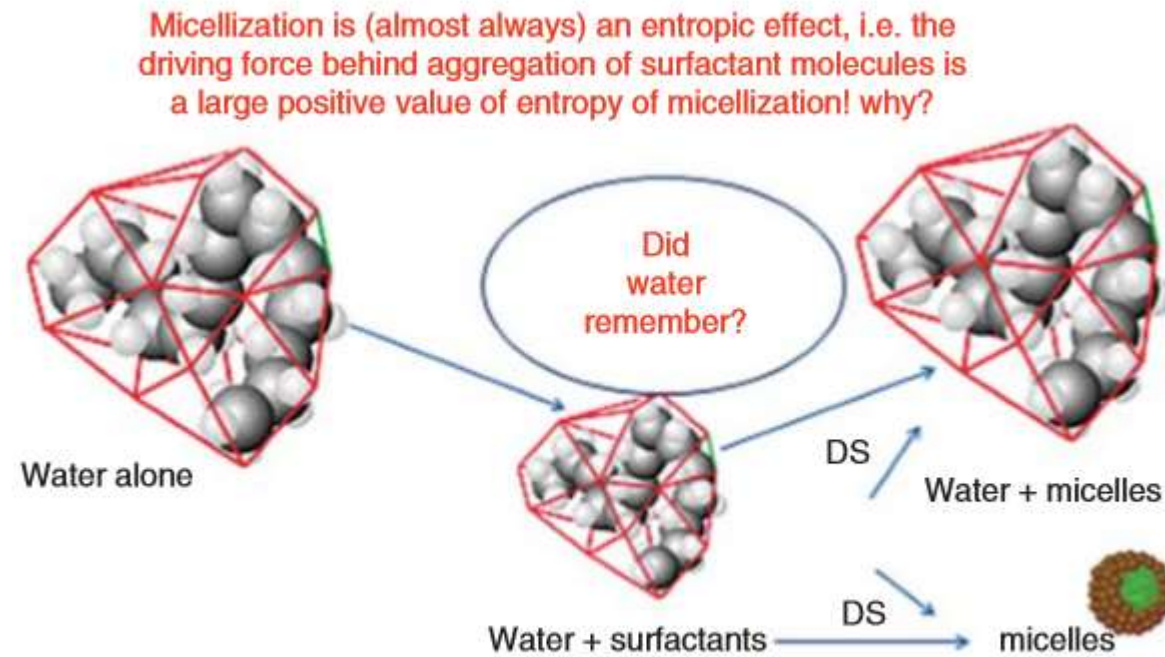 Micellization is (almost always) an entropic effect, i.e. the
driving force behind aggregation of surfactant molecules is
a large positive value of entropy of micellization! why?
Did
water
remember?
Water alone
DS
Water + micelles
DS
Water + surfactants
micelles